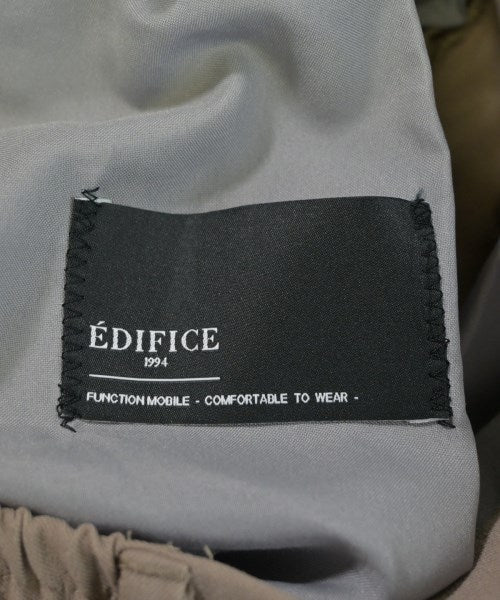 ÉDIFICE
1994
FUNCTION MOBILE - COMFORTABLE TO WEAR -